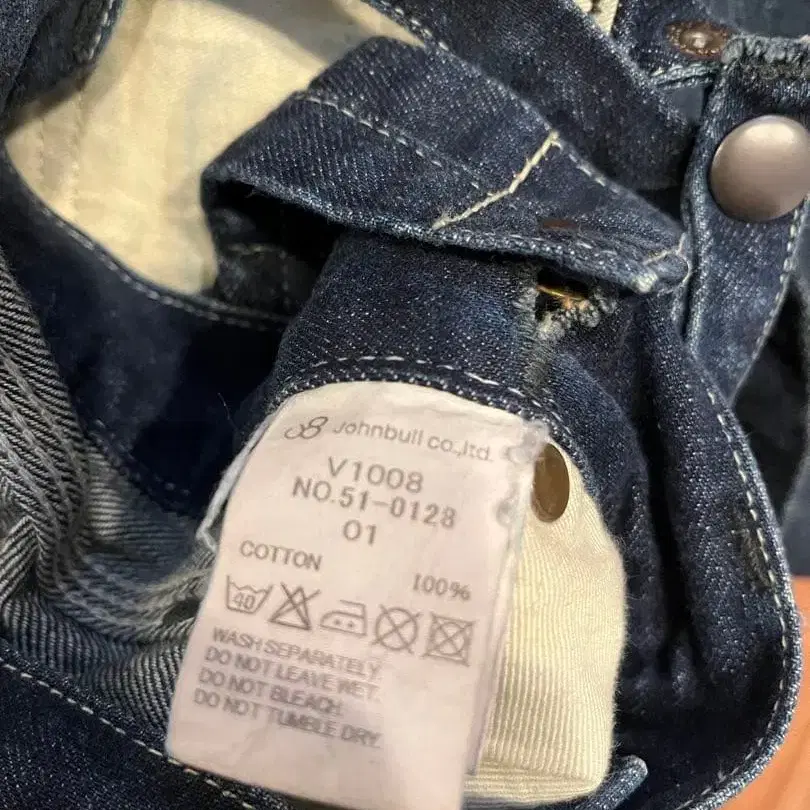 JB johnbull co.,ltd.
V1008
NO.51-0128
01
COTTON 100%
40
WASH SEPARATELY.
DO NOT LEAVE WET.
DO NOT BLEACH.
DO NOT TUMBLE DRY.